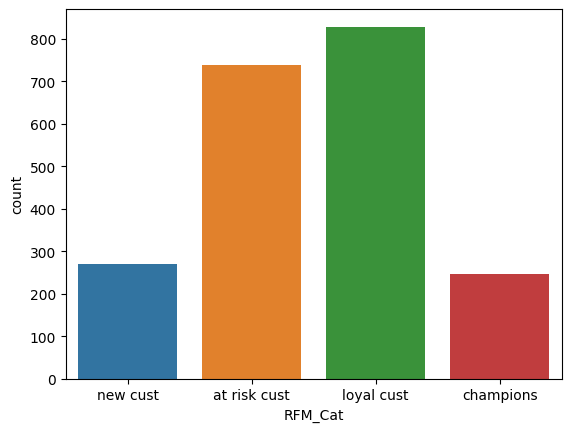 800
700
600
500
400
300
200
100
0
count
new cust
at risk cust
loyal cust
champions
RFM_Cat